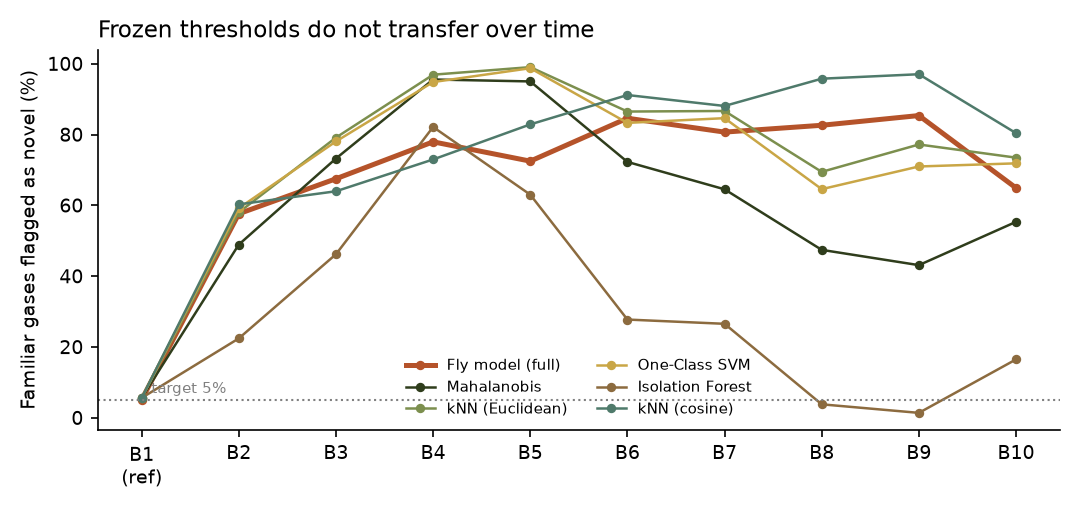 Frozen thresholds do not transfer over time
Familiar gases flagged as novel (%)
100
80
60
40
20
0
target 5%
Fly model (full)
Mahalanobis
kNN (Euclidean)
One-Class SVM
Isolation Forest
kNN (cosine)
B1
(ref)
B2
B3
B4
B5
B6
B7
B8
B9
B10